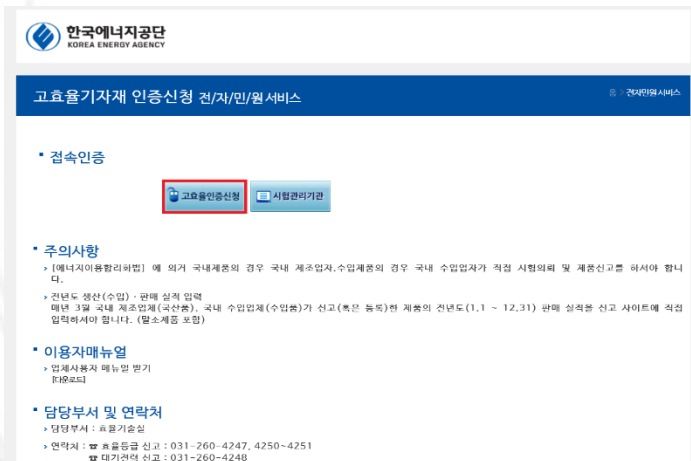 한국에너지공단
KOREA ENERGY AGENCY
고효율기자재 인증신청 전/자/민/원 서비스
홈 > 전자민원 서비스
접속인증
고효율인증신청
시험관리기관
주의사항
[에너지이용합리화법] 에 의거 국내제품의 경우 국내 제조업자,수입제품의 경우 국내 수입업자가 직접 시험의뢰 및 제품신고를 하셔야 합니
다.
전년도 생산(수입)·판매 실적 입력
매년 3월 국내 제조업체(국산품), 국내 수입업체(수입품)가 신고(혹은 등록)한 제품의 전년도(1.1 ~ 12.31) 판매 실적을 신고 사이트에 직접
입력하셔야 합니다. (말소제품 포함)
이용자매뉴얼
업체사용자 메뉴얼 받기
[다운로드]
담당부서 및 연락처
담당부서 : 효율기술실
연락처 : ☎ 효율등급 신고 : 031-260-4247, 4250~4251
☎ 대기전력 신고 : 031-260-4248